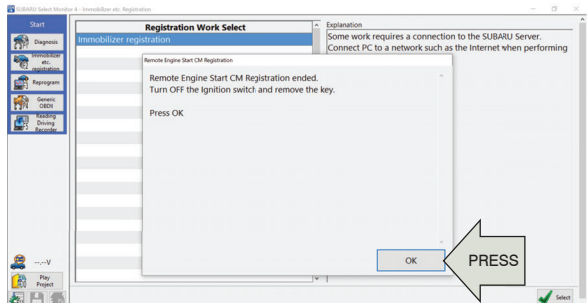 SUBARU Select Monitor 4 - Immobilizer etc. Registration
Start
Diagnosis
Immobilizer
etc.
registration
Reprogram
Generic
OBDII
Reading
Driving
Recorder
--.--V
Play
Project
Registration Work Select
Immobilizer registration
Explanation
Some work requires a connection to the SUBARU Server.
Connect PC to a network such as the Internet when performing
Remote Engine Start CM Registration
Remote Engine Start CM Registration ended.
Turn OFF the Ignition switch and remove the key.
Press OK
OK
PRESS
Select